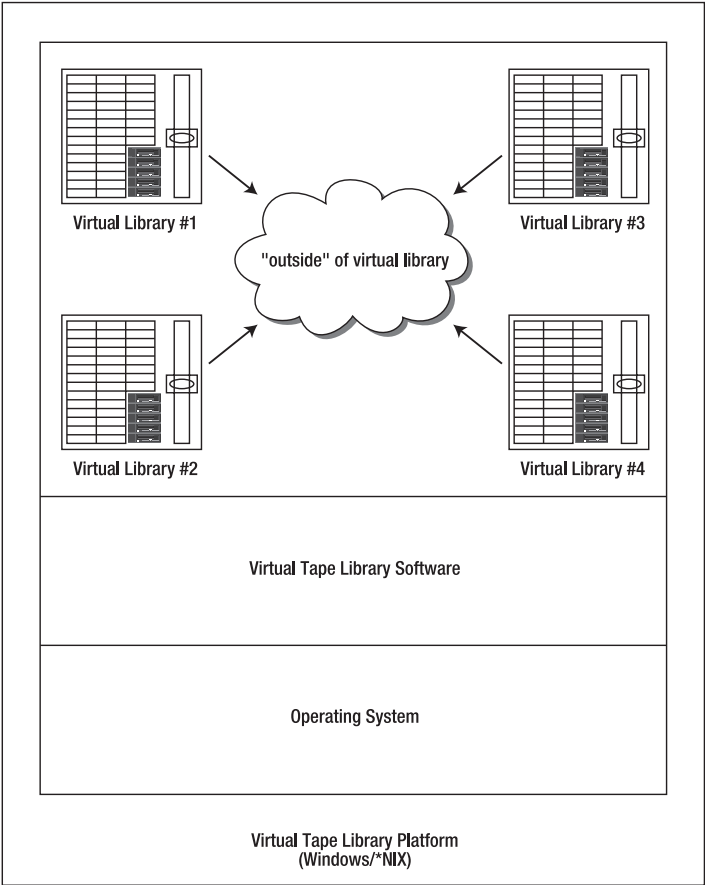 Virtual Library #1
Virtual Library #3
"outside" of virtual library
Virtual Library #2
Virtual Library #4
Virtual Tape Library Software
Operating System
Virtual Tape Library Platform
(Windows/*NIX)